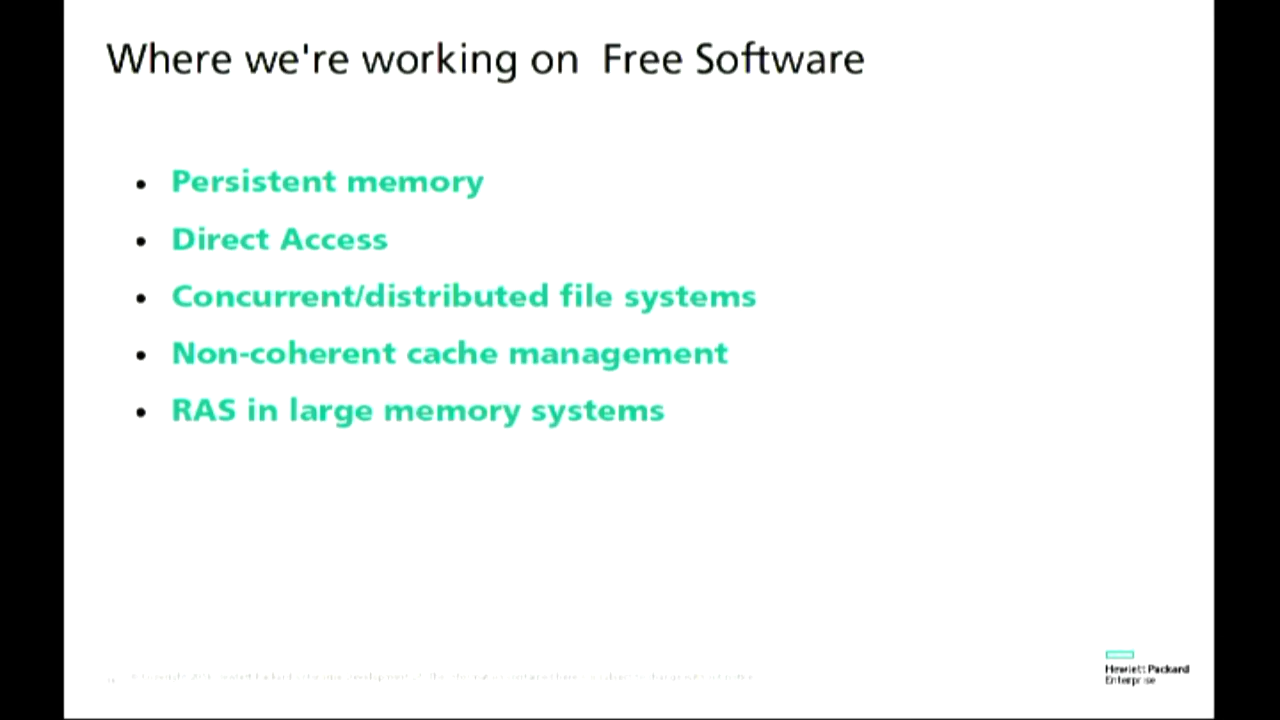 Where we're working on  Free Software
• Persistent memory
• Direct Access
• Concurrent/distributed file systems
• Non-coherent cache management
• RAS in large memory systems
Hewlett Packard
Enterprise